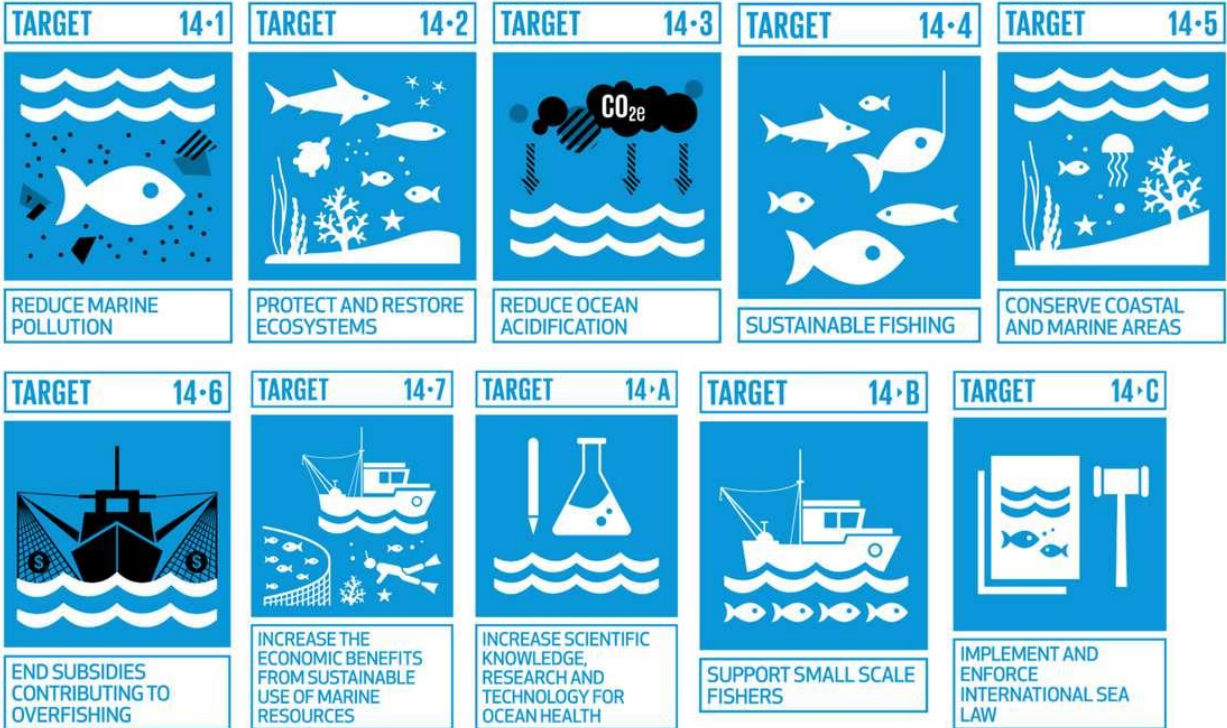 TARGET 14·1
TARGET 14·2
TARGET 14·3
TARGET 14·4
TARGET 14·5
CO2e
REDUCE MARINE
POLLUTION
PROTECT AND RESTORE
ECOSYSTEMS
REDUCE OCEAN
ACIDIFICATION
SUSTAINABLE FISHING
CONSERVE COASTAL
AND MARINE AREAS
TARGET 14·6
TARGET 14·7
TARGET 14·A
TARGET 14·B
TARGET 14·C
$ $
END SUBSIDIES
CONTRIBUTING TO
OVERFISHING
INCREASE THE
ECONOMIC BENEFITS
FROM SUSTAINABLE
USE OF MARINE
RESOURCES
INCREASE SCIENTIFIC
KNOWLEDGE,
RESEARCH AND
TECHNOLOGY FOR
OCEAN HEALTH
SUPPORT SMALL SCALE
FISHERS
IMPLEMENT AND
ENFORCE
INTERNATIONAL SEA
LAW